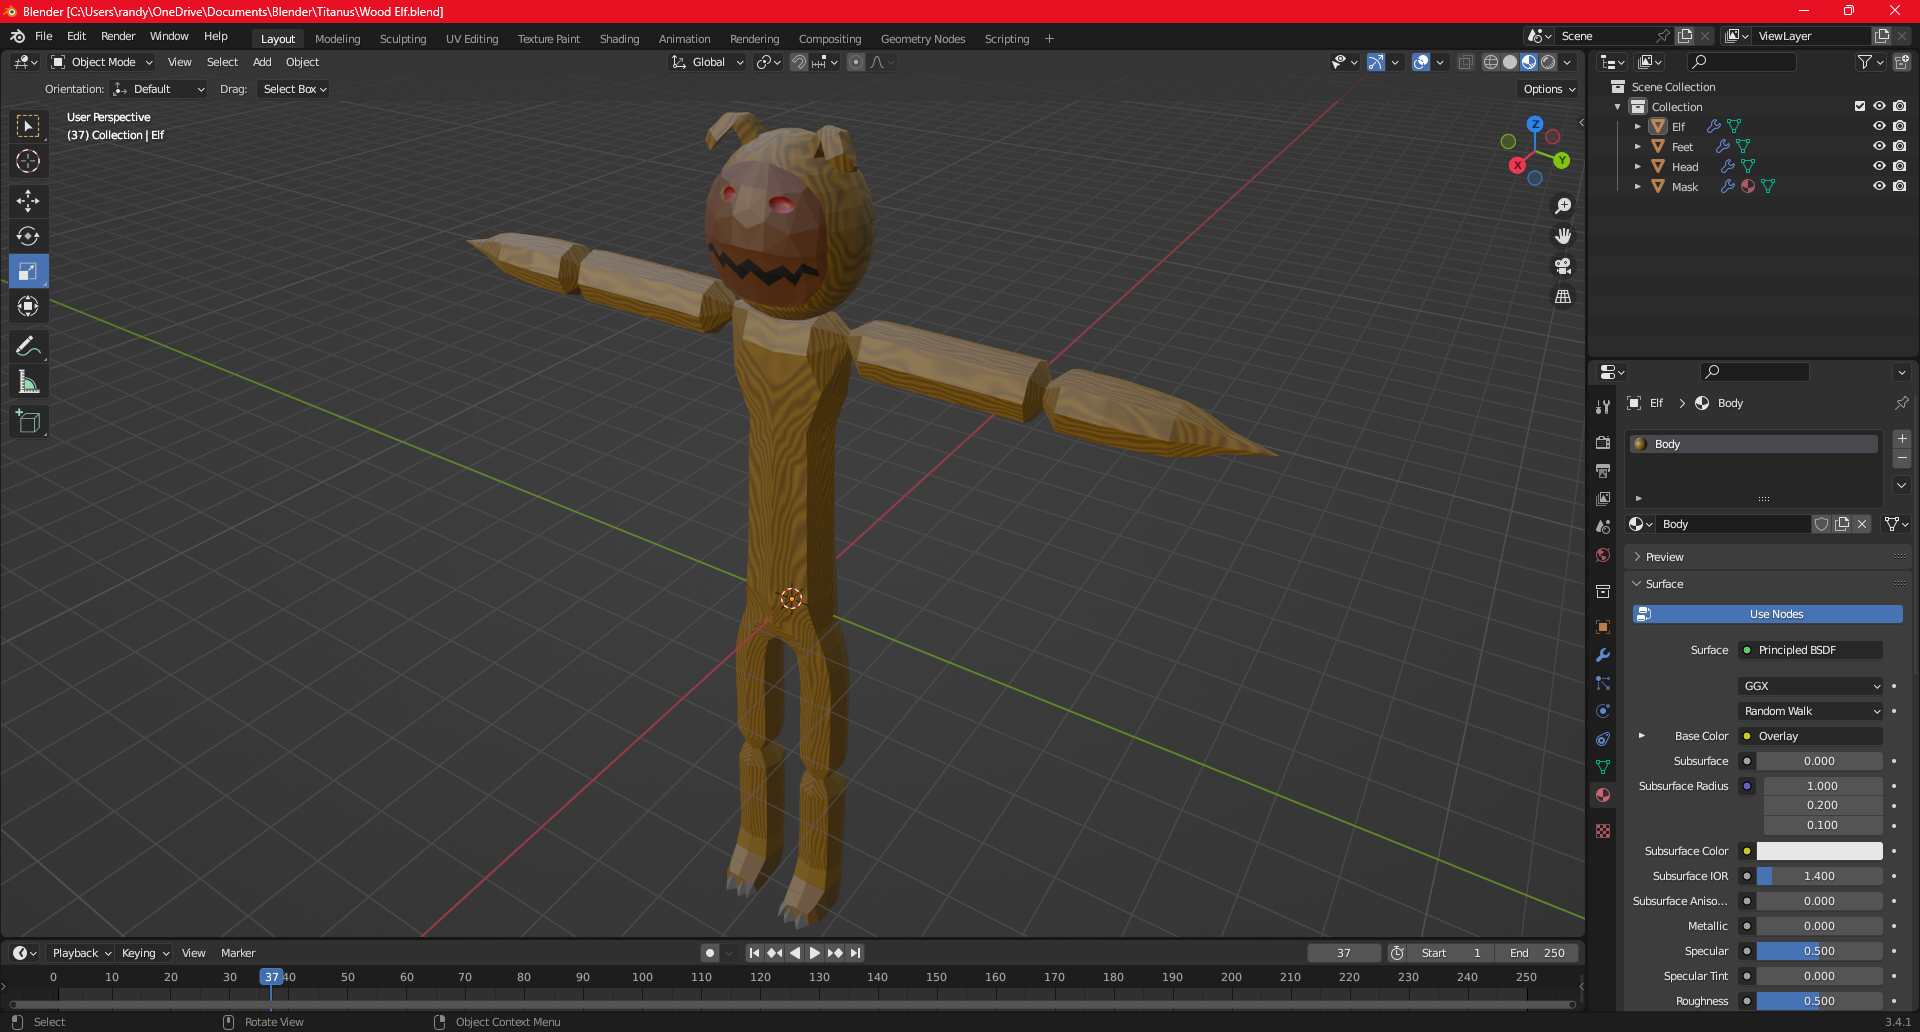 Blender [C:\Users\randy\OneDrive\Documents\Blender\Titanus\Wood Elf.blend]
File Edit Render Window Help Layout Modeling Sculpting UV Editing Texture Paint Shading Animation Rendering Compositing Geometry Nodes Scripting + Scene ViewLayer
Object Mode View Select Add Object Global
Orientation: Default Drag: Select Box Options
User Perspective
(37) Collection | Elf
Z
Y
X
Scene Collection
Collection
Elf
Feet
Head
Mask
Elf > Body
Body
Body
Preview
Surface
Use Nodes
Surface Principled BSDF
GGX
Random Walk
Base Color Overlay
Subsurface 0.000
Subsurface Radius 1.000
0.200
0.100
Subsurface Color
Subsurface IOR 1.400
Subsurface Aniso... 0.000
Metallic 0.000
Specular 0.500
Specular Tint 0.000
Roughness 0.500
Playback Keying View Marker 37 Start 1 End 250
0 10 20 30 37 40 50 60 70 80 90 100 110 120 130 140 150 160 170 180 190 200 210 220 230 240 250
Select Rotate View Object Context Menu 3.4.1